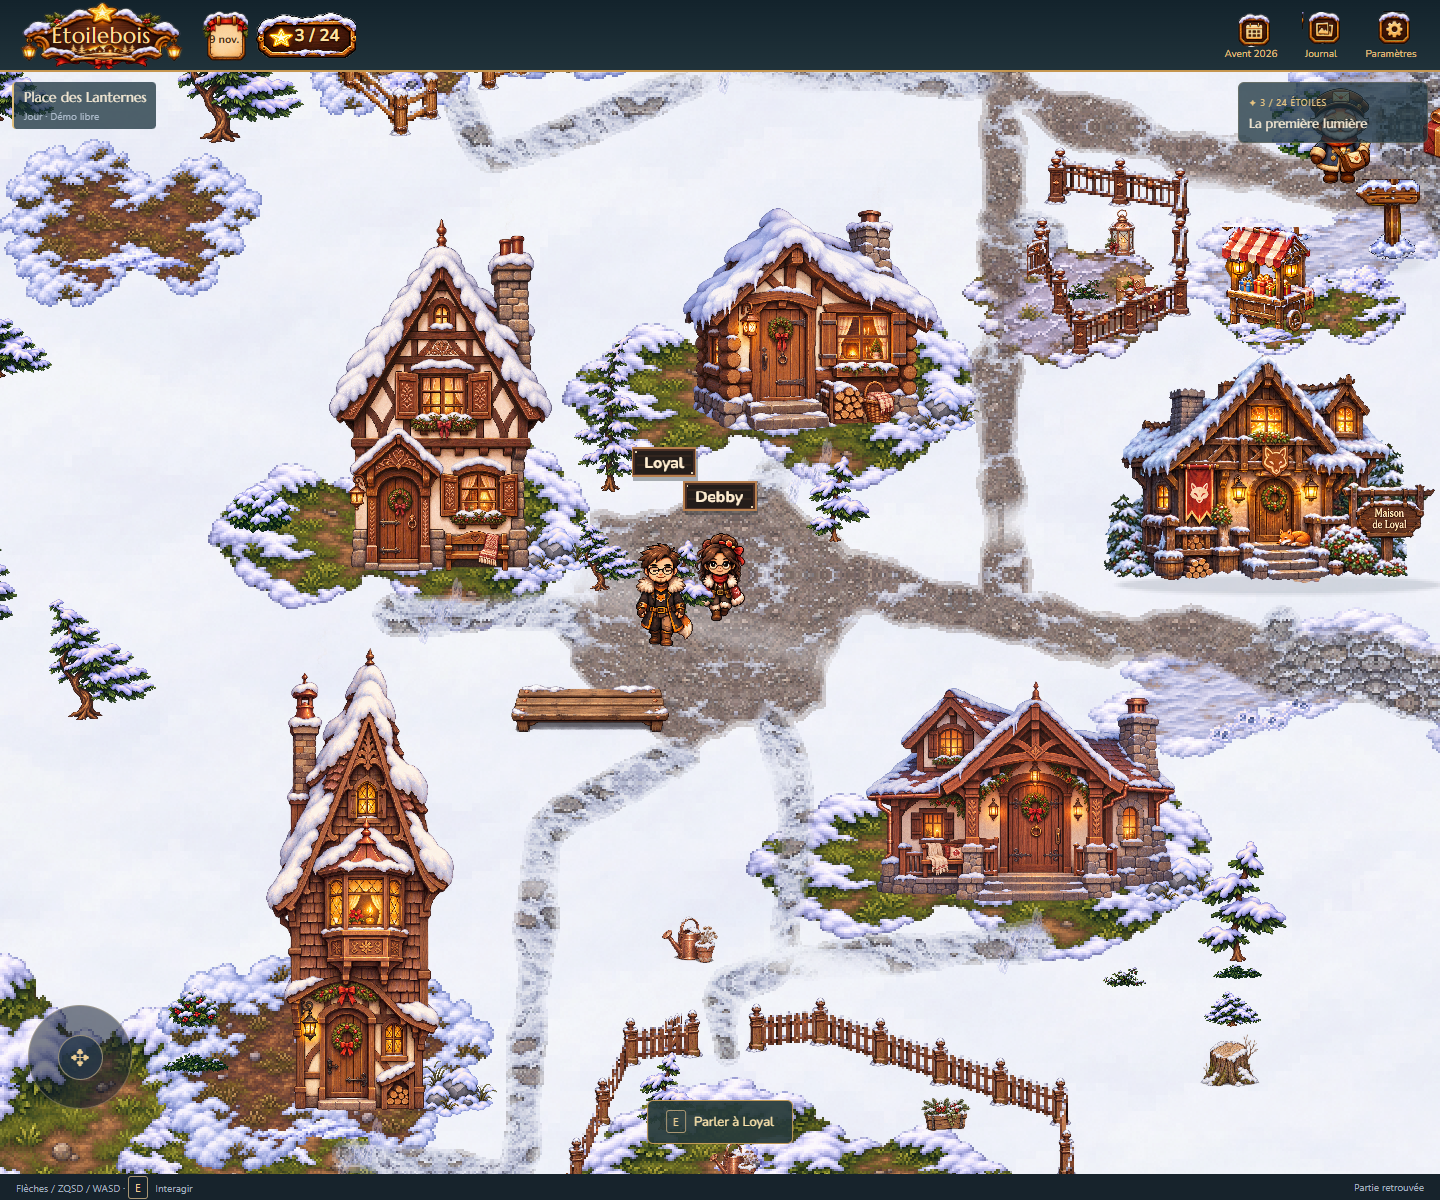 Etoilebois
9 nov.
3 / 24
Avent 2026
Journal
Paramètres
Place des Lanternes
Jour · Démo libre
✦ 3 / 24 ÉTOILES
La première lumière
Loyal
Debby
Maison
de Loyal
E Parler à Loyal
Flèches / ZQSD / WASD · E Interagir
Partie retrouvée